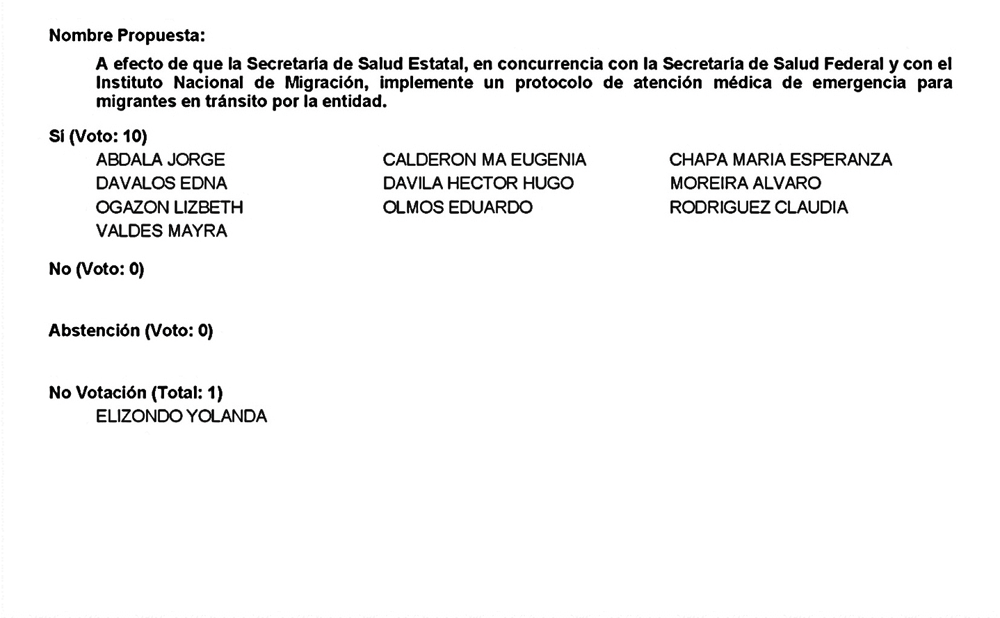 Nombre Propuesta:
A efecto de que la Secretaría de Salud Estatal, en concurrencia con la Secretaría de Salud Federal y con el
Instituto Nacional de Migración, implemente un protocolo de atención médica de emergencia para
migrantes en tránsito por la entidad.
Sí (Voto: 10)
ABDALA JORGE CALDERON MA EUGENIA CHAPA MARIA ESPERANZA
DAVALOS EDNA DAVILA HECTOR HUGO MOREIRA ALVARO
OGAZON LIZBETH OLMOS EDUARDO RODRIGUEZ CLAUDIA
VALDES MAYRA
No (Voto: 0)
Abstención (Voto: 0)
No Votación (Total: 1)
ELIZONDO YOLANDA